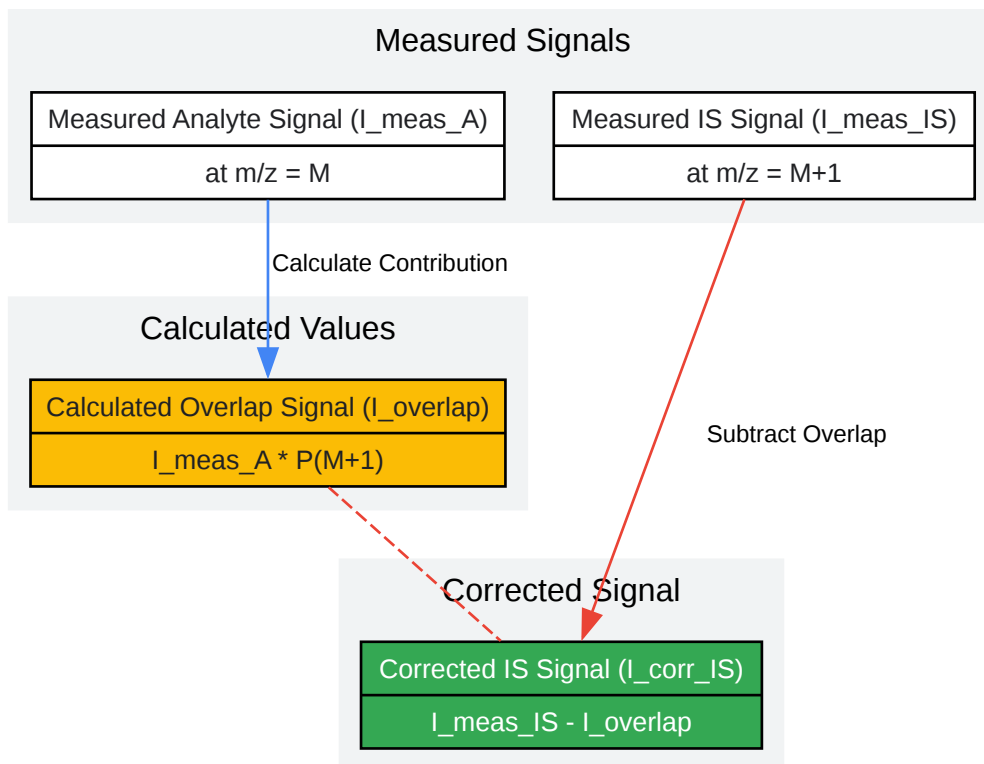 Measured Signals
Measured Analyte Signal (I_meas_A)
at m/z = M
Measured IS Signal (I_meas_IS)
at m/z = M+1
Calculate Contribution
Calculated Values
Calculated Overlap Signal (I_overlap)
I_meas_A * P(M+1)
Subtract Overlap
Corrected Signal
Corrected IS Signal (I_corr_IS)
I_meas_IS - I_overlap